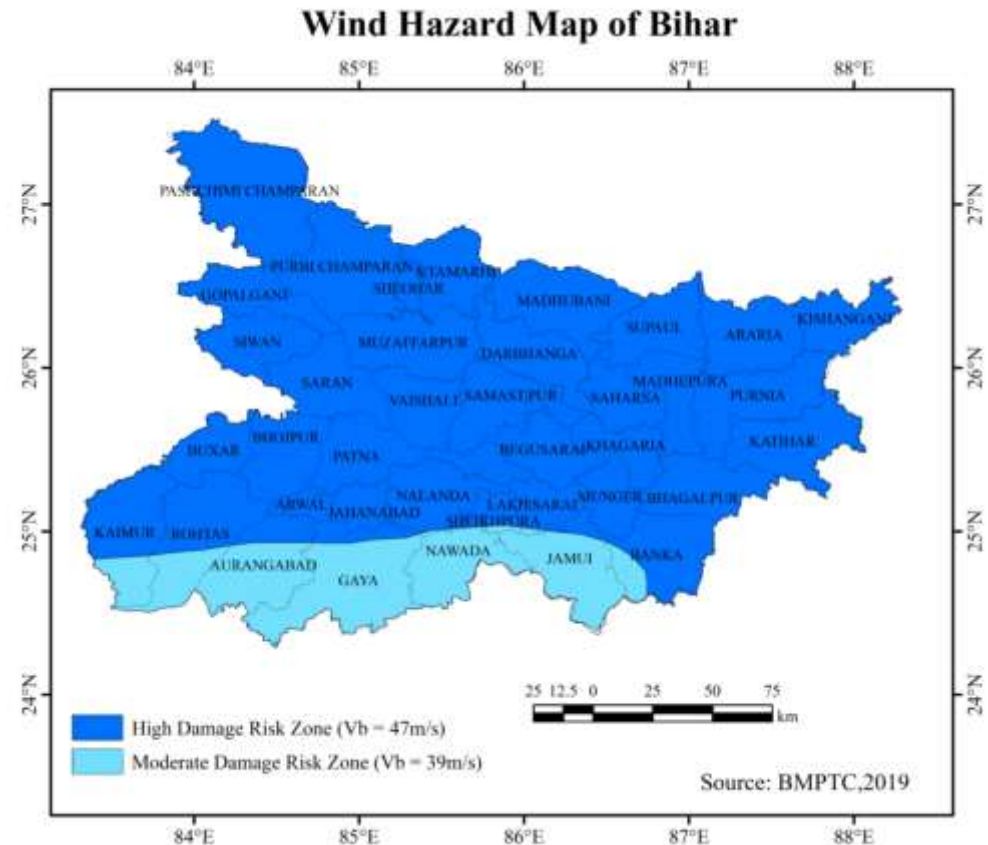 Wind Hazard Map of Bihar
84°E 85°E 86°E 87°E 88°E
27°N 27°N
PASHCHIMI CHAMPARAN
PURBI CHAMPARAN
SHEOHAR
GOPALGANJ
MADHUBANI
KISHANGANJ
SUPAUL
ARARIA
SIWAN
MUZAFFARPUR
DARBHANGA
26°N 26°N
SARAN
MADHEPURA
VAISHALI
SAMASTIPUR
SAHARSA
PURNIA
BHOJPUR
BUXAR
PATNA
BEGUSARAI
KHAGARIA
KATIHAR
NALANDA
LAKHISARAI
MUNGER
BHAGALPUR
ARWAL
JAHANABAD
SHEIKHPURA
25°N 25°N
KAIMUR
ROHTAS
NAWADA
JAMUI
BANKA
AURANGABAD
GAYA
24°N 24°N
25 12.5 0 25 50 75
km
High Damage Risk Zone (Vb = 47m/s)
Moderate Damage Risk Zone (Vb = 39m/s)
Source: BMPTC,2019
84°E 85°E 86°E 87°E 88°E